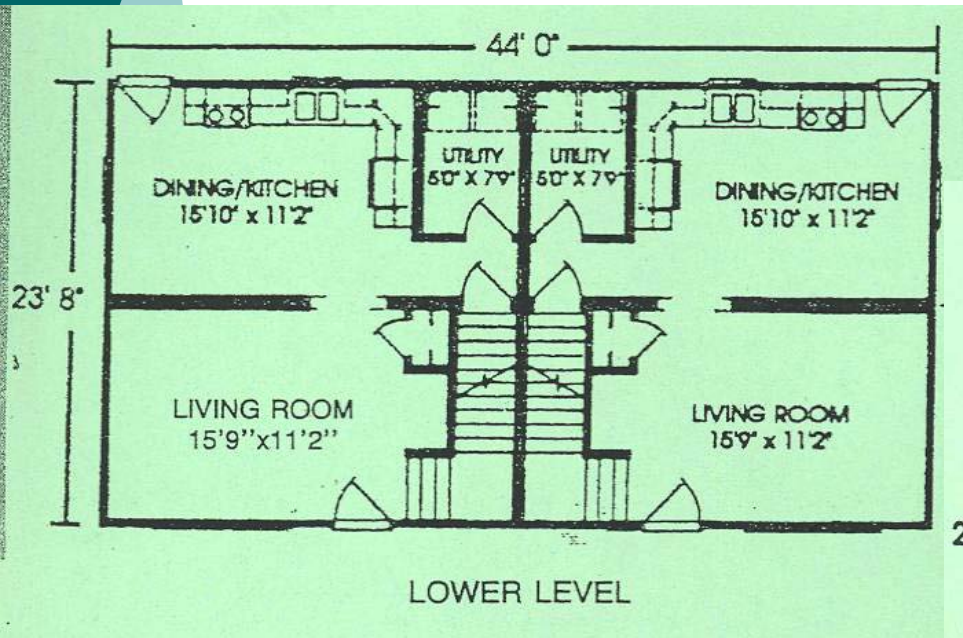 44' 0"
UTILITY
5'0" X 7'9"
UTILITY
5'0" X 7'9"
DINING/KITCHEN
15'10" x 11'2"
DINING/KITCHEN
15'10" x 11'2"
23' 8"
LIVING ROOM
15'9''x11'2''
LIVING ROOM
15'9" x 11'2"
2
LOWER LEVEL